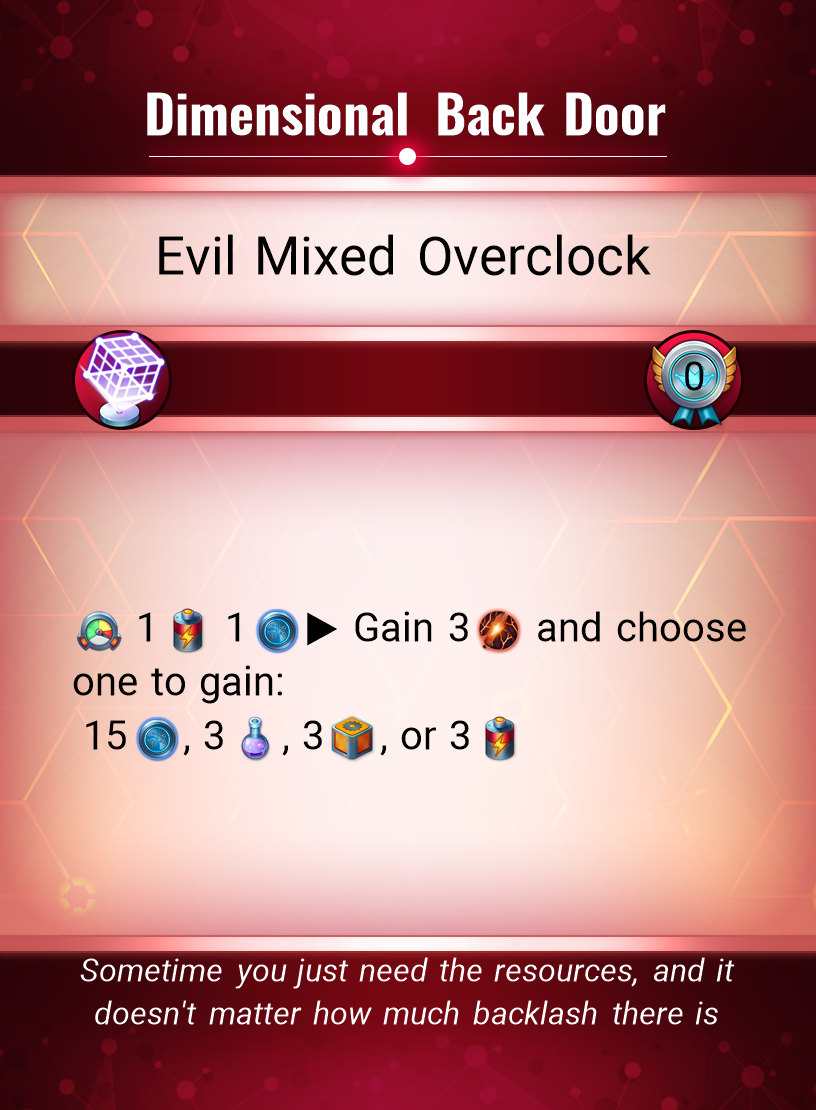 Dimensional Back Door
Evil Mixed Overclock
0
1 1 ▶ Gain 3 and choose
one to gain:
15 , 3 , 3 , or 3
Sometime you just need the resources, and it
doesn't matter how much backlash there is